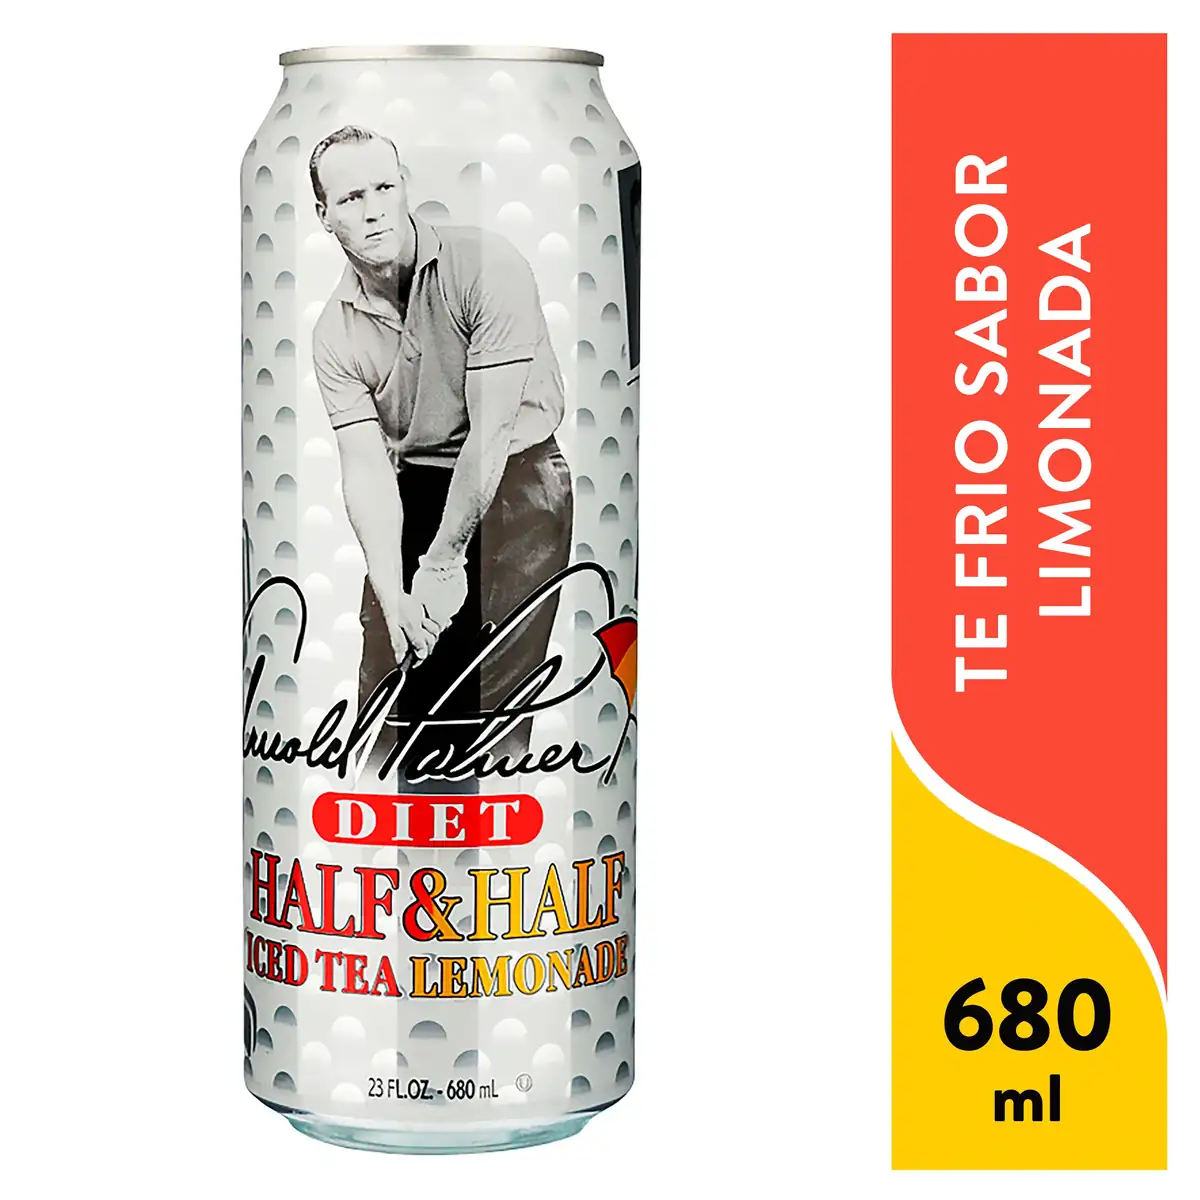 Arnold Palmer
DIET
HALF & HALF
ICED TEA LEMONADE
23 FL.OZ. - 680 mL
U
TE FRIO SABOR
LIMONADA
680
ml